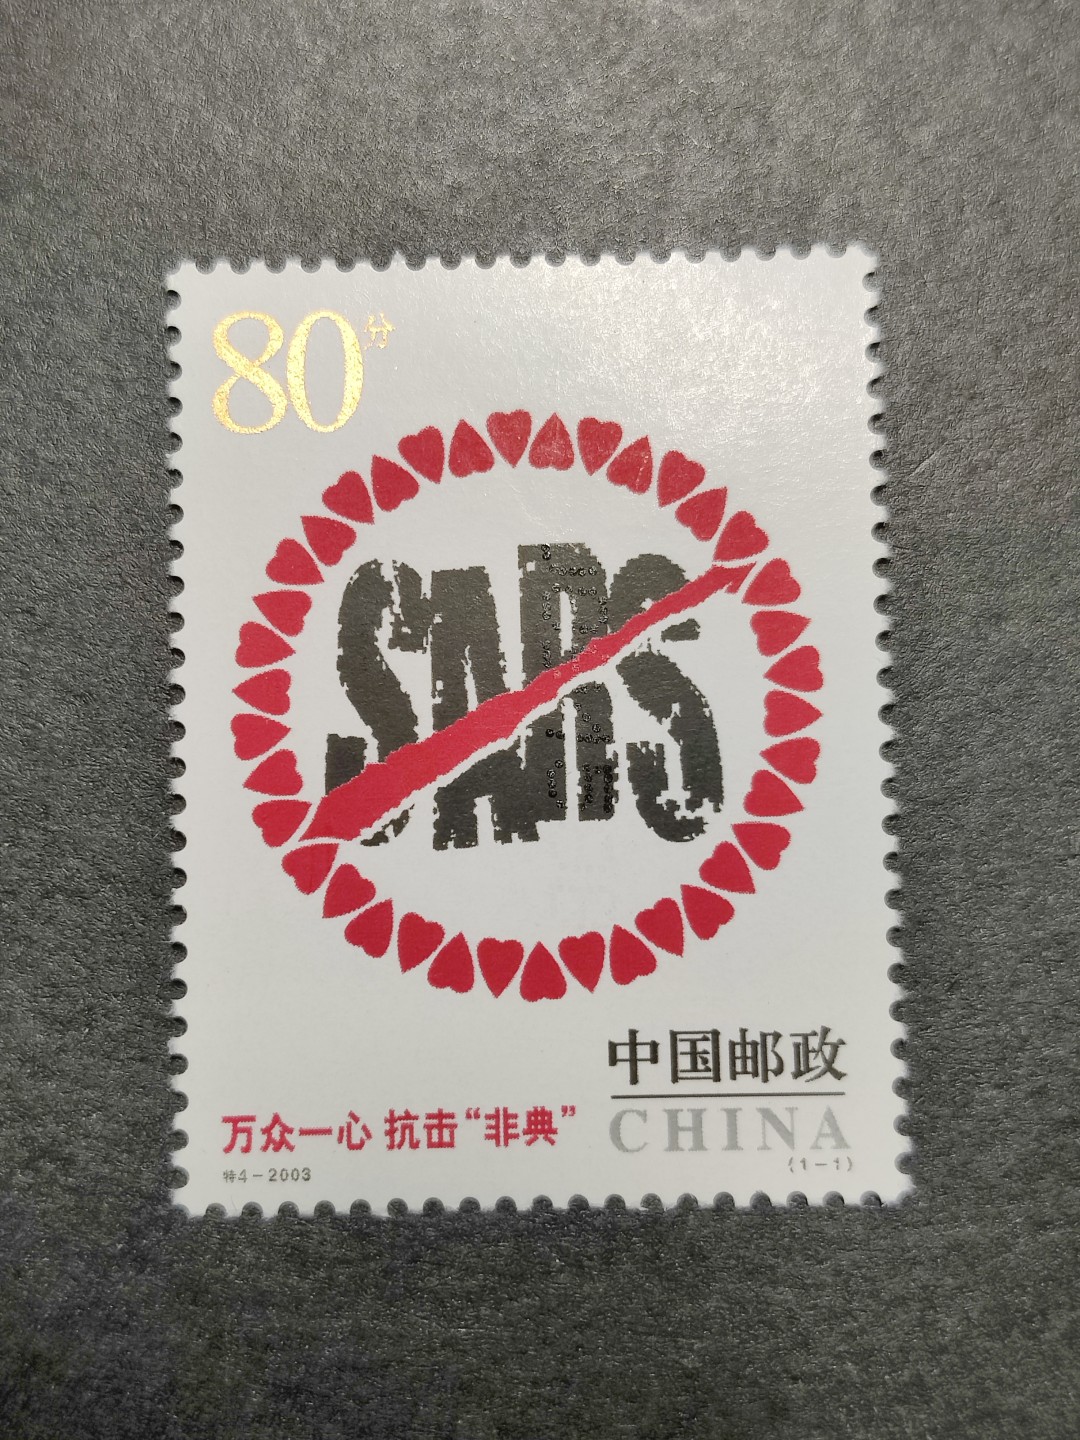 80分
SARS
中国邮政
CHINA
万众一心 抗击“非典”
(1-1)
特4-2003